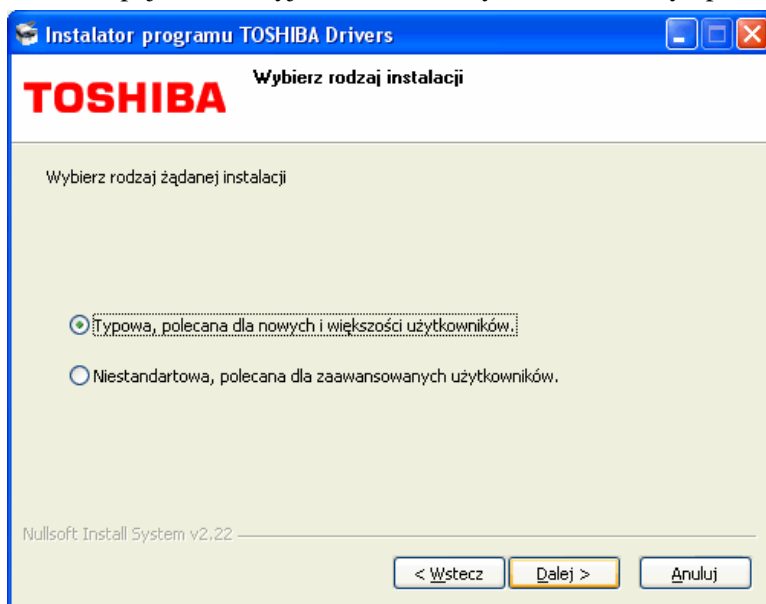 Instalator programu TOSHIBA Drivers
TOSHIBA
Wybierz rodzaj instalacji
Wybierz rodzaj żądanej instalacji
Typowa, polecana dla nowych i większości użytkowników.
Niestandartowa, polecana dla zaawansowanych użytkowników.
Nullsoft Install System v2.22
< Wstecz
Dalej >
Anuluj